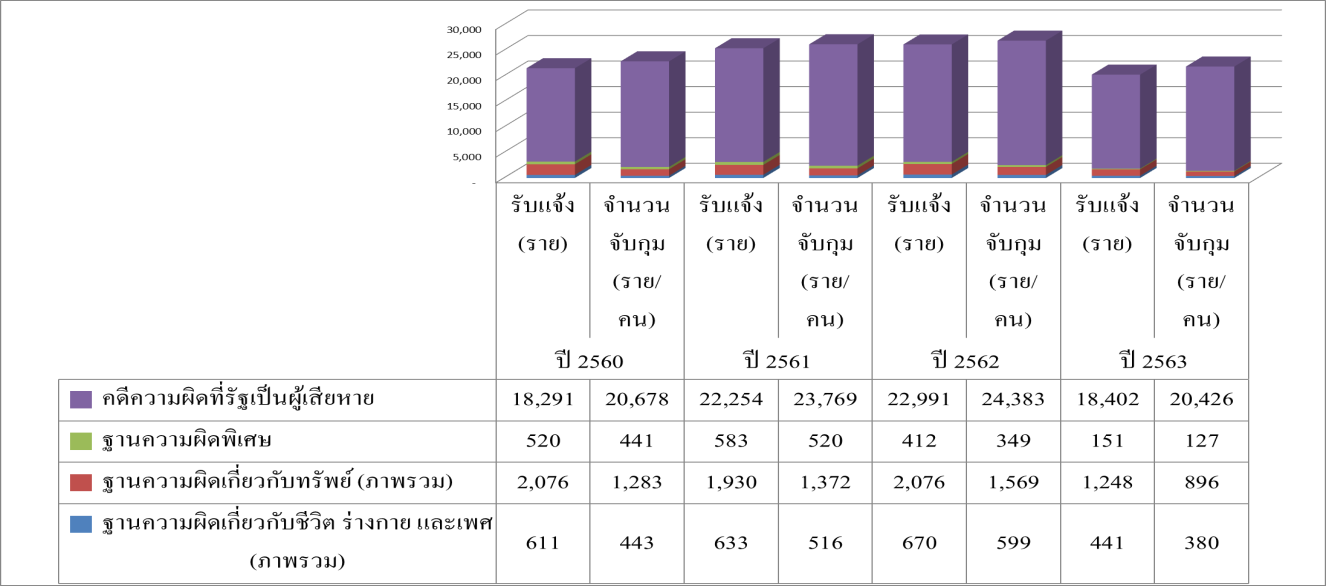 30,000
25,000
20,000
15,000
10,000
5,000
-
รับแจ้ง (ราย) จำนวนจับกุม (ราย/คน) รับแจ้ง (ราย) จำนวนจับกุม (ราย/คน) รับแจ้ง (ราย) จำนวนจับกุม (ราย/คน) รับแจ้ง (ราย) จำนวนจับกุม (ราย/คน)
ปี 2560 ปี 2561 ปี 2562 ปี 2563
คดีความผิดที่รัฐเป็นผู้เสียหาย 18,291 20,678 22,254 23,769 22,991 24,383 18,402 20,426
ฐานความผิดพิเศษ 520 441 583 520 412 349 151 127
ฐานความผิดเกี่ยวกับทรัพย์ (ภาพรวม) 2,076 1,283 1,930 1,372 2,076 1,569 1,248 896
ฐานความผิดเกี่ยวกับชีวิต ร่างกาย และเพศ
(ภาพรวม) 611 443 633 516 670 599 441 380